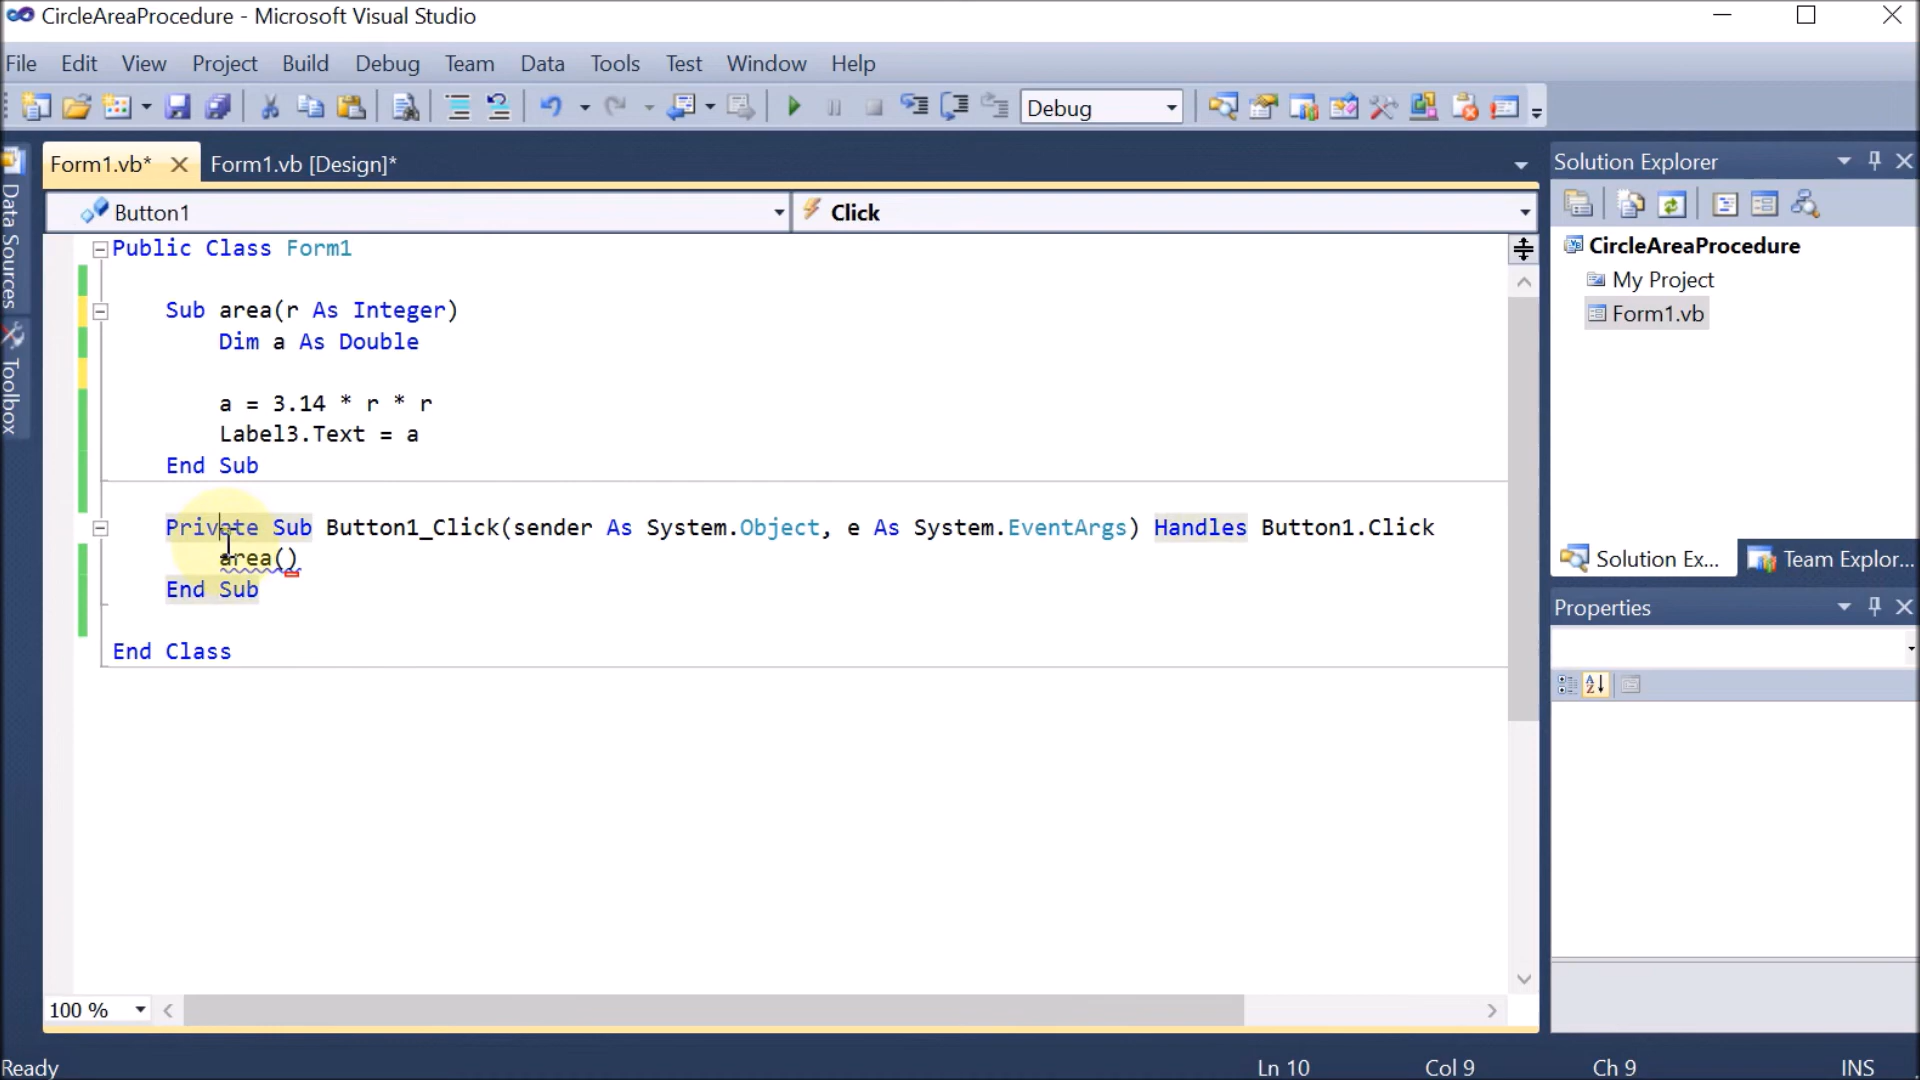 CircleAreaProcedure - Microsoft Visual Studio
File Edit View Project Build Debug Team Data Tools Test Window Help
Debug
Form1.vb* Form1.vb [Design]*
Solution Explorer
Button1 Click
Data Sources
Toolbox
Public Class Form1
Sub area(r As Integer)
Dim a As Double
a = 3.14 * r * r
Label3.Text = a
End Sub
Private Sub Button1_Click(sender As System.Object, e As System.EventArgs) Handles Button1.Click
area()
End Sub
End Class
CircleAreaProcedure
My Project
Form1.vb
Solution Ex... Team Explor...
Properties
100 %
Ready Ln 10 Col 9 Ch 9 INS